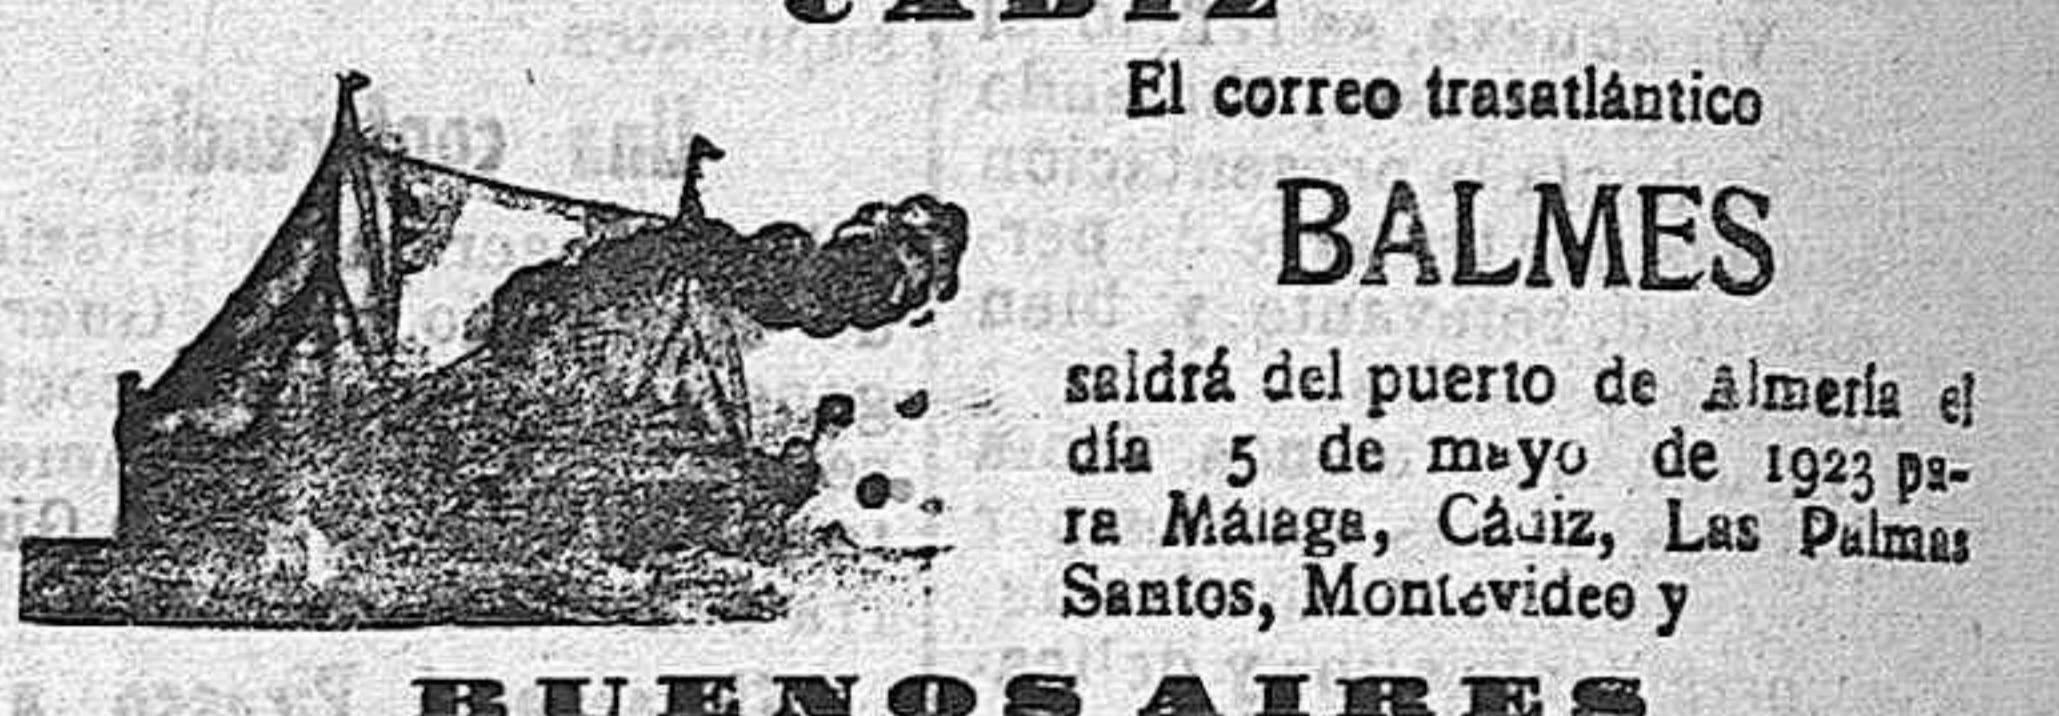 CADIZ
El correo trasatlántico
BALMES
saldrá del puerto de Almería el
día 5 de mayo de 1923 pa-
ra Málaga, Cádiz, Las Palmas
Santos, Montevideo y
BUENOS AIRES